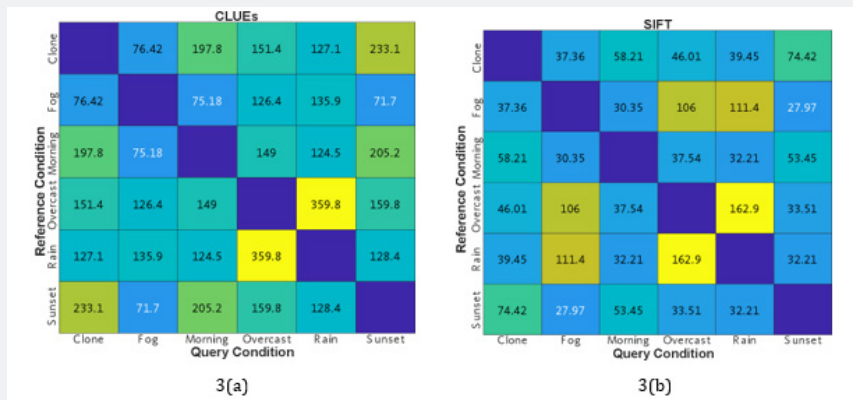 CLUEs
Reference Condition
Clone 76.42 197.8 151.4 127.1 233.1
Fog 76.42 75.18 126.4 135.9 71.7
Morning 197.8 75.18 149 124.5 205.2
Overcast 151.4 126.4 149 359.8 159.8
Rain 127.1 135.9 124.5 359.8 128.4
Sunset 233.1 71.7 205.2 159.8 128.4
Clone Fog Morning Overcast Rain Sunset
Query Condition
3(a)
SIFT
Reference Condition
Clone 37.36 58.21 46.01 39.45 74.42
Fog 37.36 30.35 106 111.4 27.97
Morning 58.21 30.35 37.54 32.21 53.45
Overcast 46.01 106 37.54 162.9 33.51
Rain 39.45 111.4 32.21 162.9 32.21
Sunset 74.42 27.97 53.45 33.51 32.21
Clone Fog Morning Overcast Rain Sunset
Query Condition
3(b)